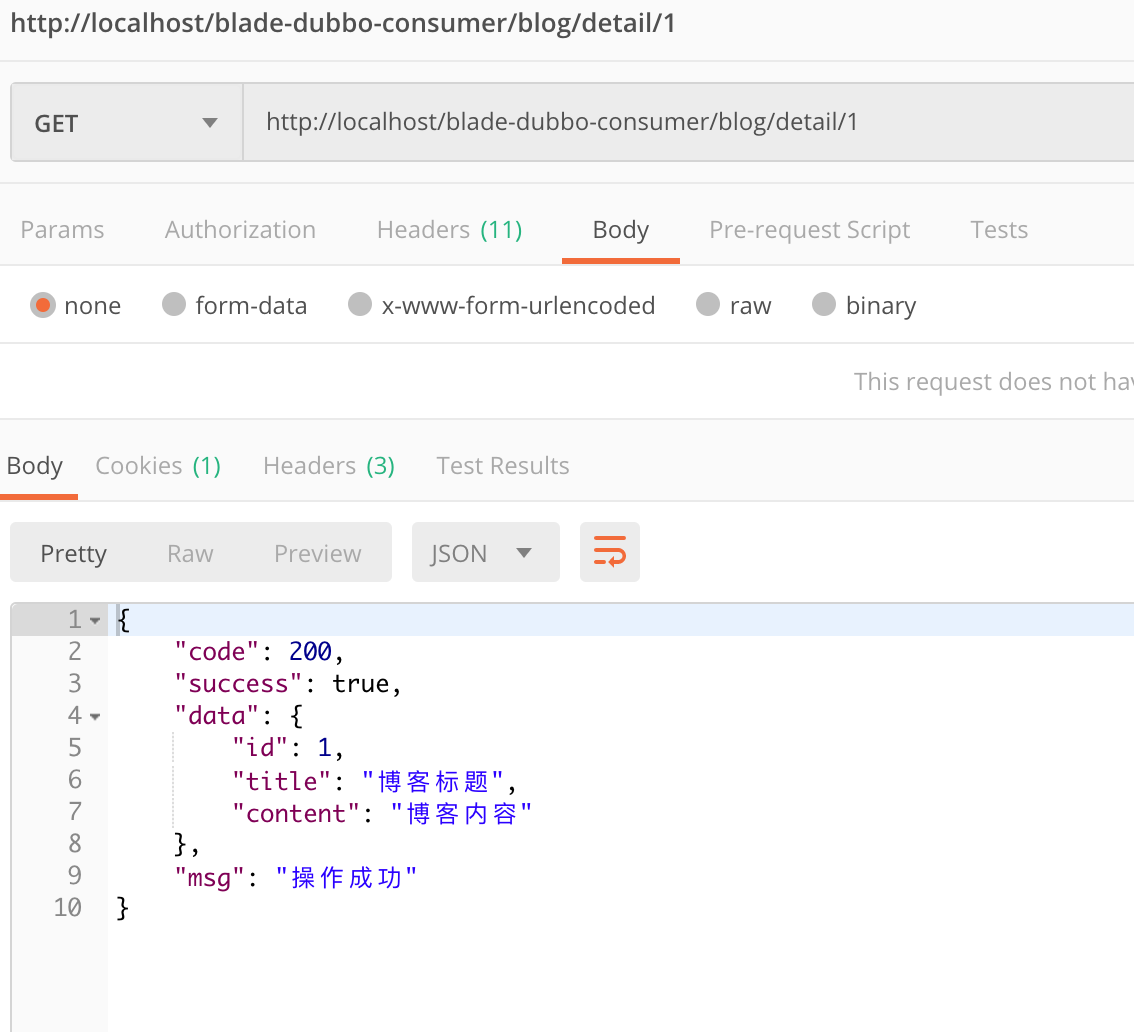 http://localhost/blade-dubbo-consumer/blog/detail/1
GET http://localhost/blade-dubbo-consumer/blog/detail/1
Params Authorization Headers (11) Body Pre-request Script Tests
none form-data x-www-form-urlencoded raw binary
This request does not
Body Cookies (1) Headers (3) Test Results
Pretty Raw Preview JSON
1 {
2 "code": 200,
3 "success": true,
4 "data": {
5 "id": 1,
6 "title": "博客标题",
7 "content": "博客内容"
8 },
9 "msg": "操作成功"
10 }